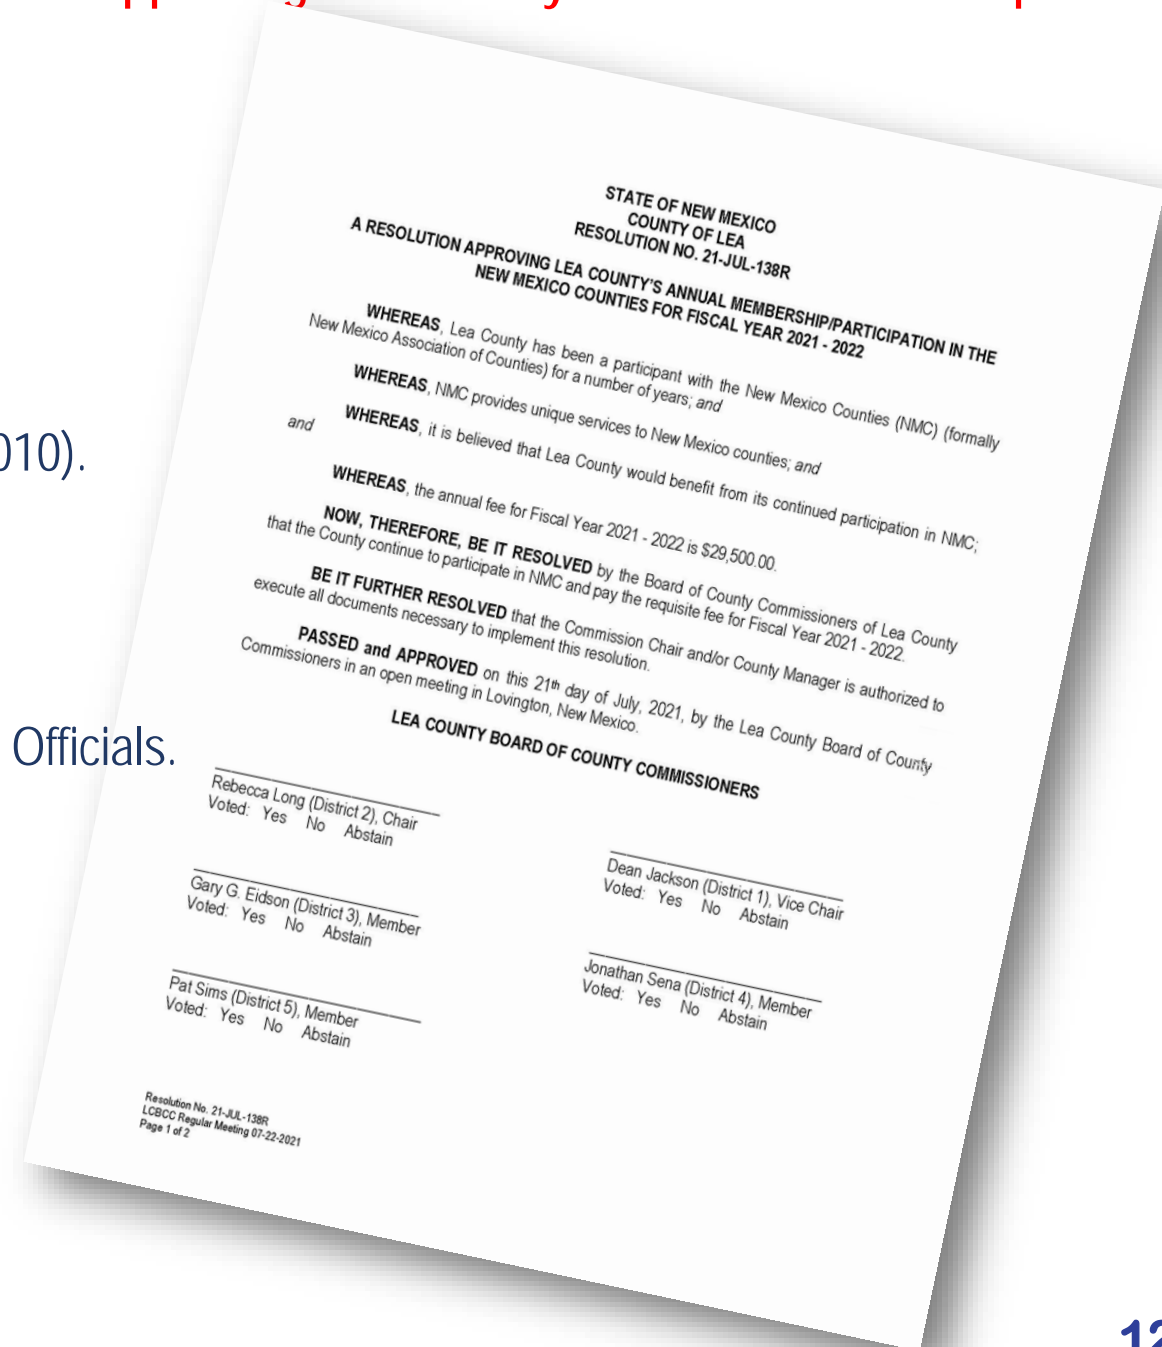 STATE OF NEW MEXICO
COUNTY OF LEA
RESOLUTION NO. 21-JUL-138R
A RESOLUTION APPROVING LEA COUNTY'S ANNUAL MEMBERSHIP/PARTICIPATION IN THE
NEW MEXICO COUNTIES FOR FISCAL YEAR 2021 - 2022
WHEREAS, Lea County has been a participant with the New Mexico Counties (NMC) (formally
New Mexico Association of Counties) for a number of years; and
WHEREAS, NMC provides unique services to New Mexico counties; and
WHEREAS, it is believed that Lea County would benefit from its continued participation in NMC;
and
010).
WHEREAS, the annual fee for Fiscal Year 2021 - 2022 is $29,500.00.
NOW, THEREFORE, BE IT RESOLVED by the Board of County Commissioners of Lea County
that the County continue to participate in NMC and pay the requisite fee for Fiscal Year 2021 - 2022.
BE IT FURTHER RESOLVED that the Commission Chair and/or County Manager is authorized to
execute all documents necessary to implement this resolution.
PASSED and APPROVED on this 21th day of July, 2021, by the Lea County Board of County
Commissioners in an open meeting in Lovington, New Mexico.
LEA COUNTY BOARD OF COUNTY COMMISSIONERS
Officials.
Rebecca Long (District 2), Chair
Voted: Yes No Abstain
Dean Jackson (District 1), Vice Chair
Voted: Yes No Abstain
Gary G. Eidson (District 3), Member
Voted: Yes No Abstain
Jonathan Sena (District 4), Member
Voted: Yes No Abstain
Pat Sims (District 5), Member
Voted: Yes No Abstain
Resolution No. 21-JUL-138R
LCBCC Regular Meeting 07-22-2021
Page 1 of 2
12